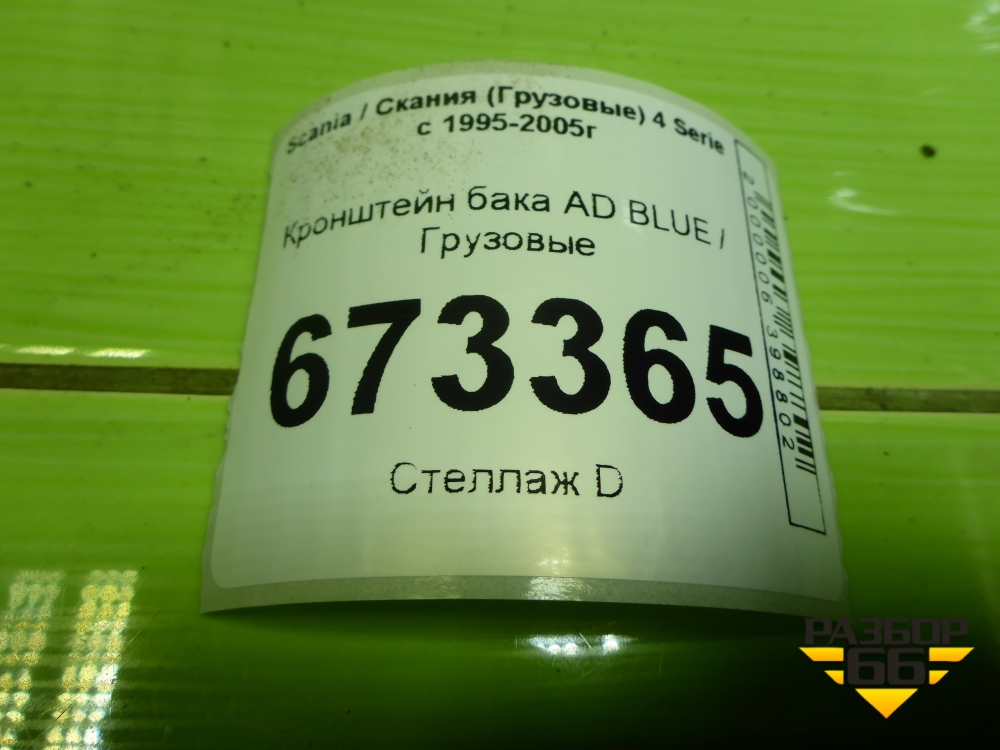 Scania / Скания (Грузовые) 4 Serie
с 1995-2005г
Кронштейн бака AD BLUE /
Грузовые
673365
Стеллаж D
2000006398802
РАЗБОР
66